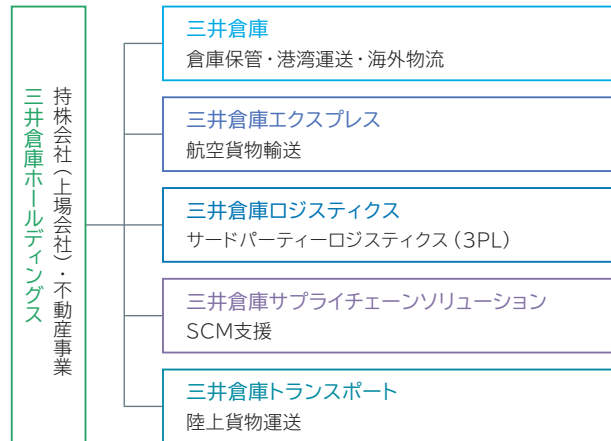 三井倉庫ホールディングス
持株会社(上場会社)・不動産事業
三井倉庫
倉庫保管・港湾運送・海外物流
三井倉庫エクスプレス
航空貨物輸送
三井倉庫ロジスティクス
サードパーティーロジスティクス(3PL)
三井倉庫サプライチェーンソリューション
SCM支援
三井倉庫トランスポート
陸上貨物運送